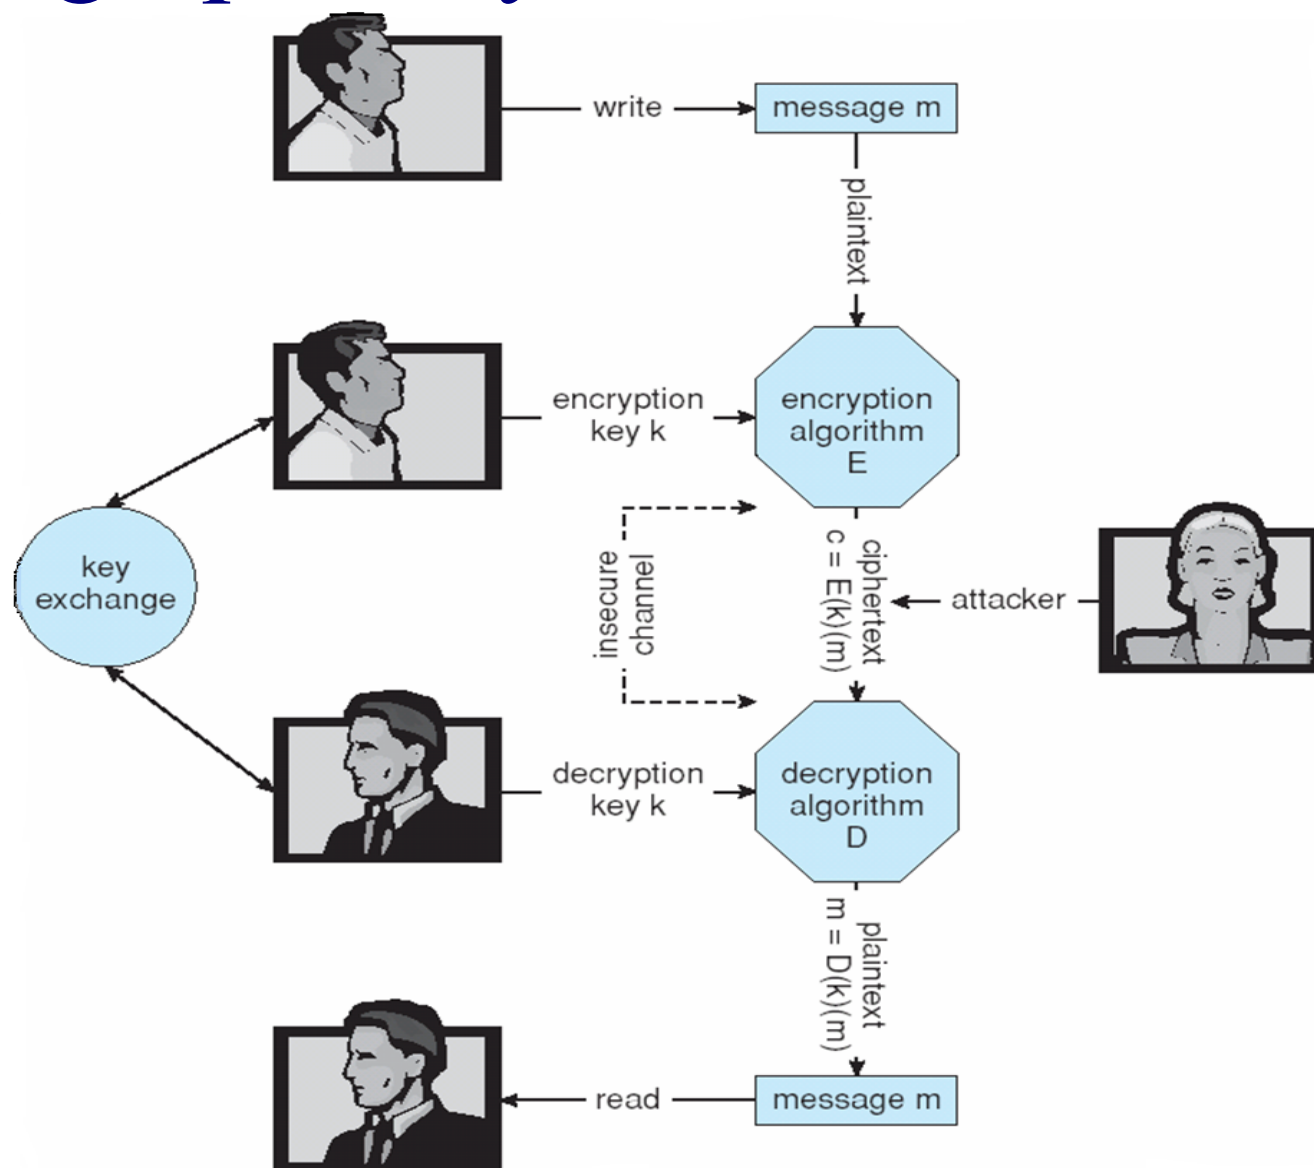 write
message m
plaintext
encryption
key k
encryption
algorithm
E
key
exchange
insecure
channel
ciphertext
c = E(k)(m)
attacker
decryption
key k
decryption
algorithm
D
plaintext
m = D(k)(m)
read
message m